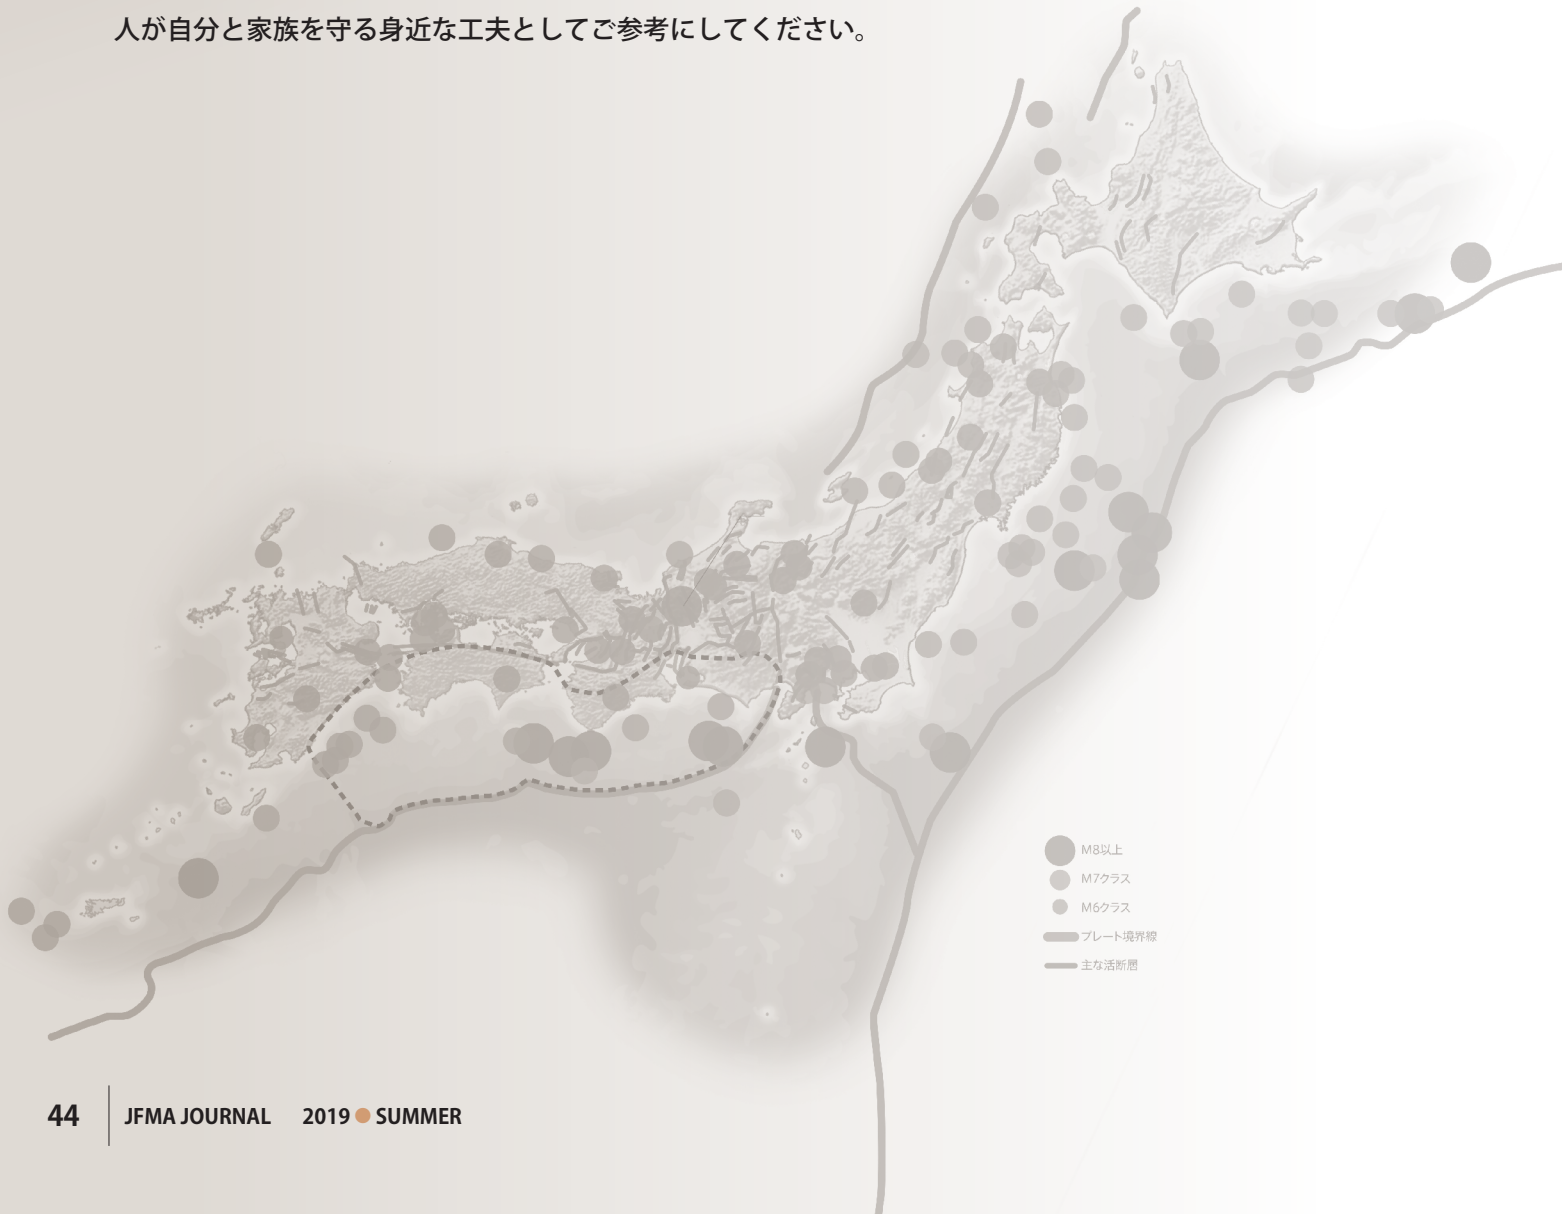 人が自分と家族を守る身近な工夫としてご参考にしてください。
M8以上
M7クラス
M6クラス
プレート境界線
主な活断層
44 JFMA JOURNAL 2019 ● SUMMER